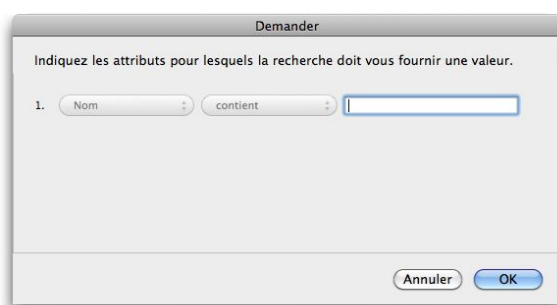 Demander
Indiquez les attributs pour lesquels la recherche doit vous fournir une valeur.
1. Nom contient
Annuler OK